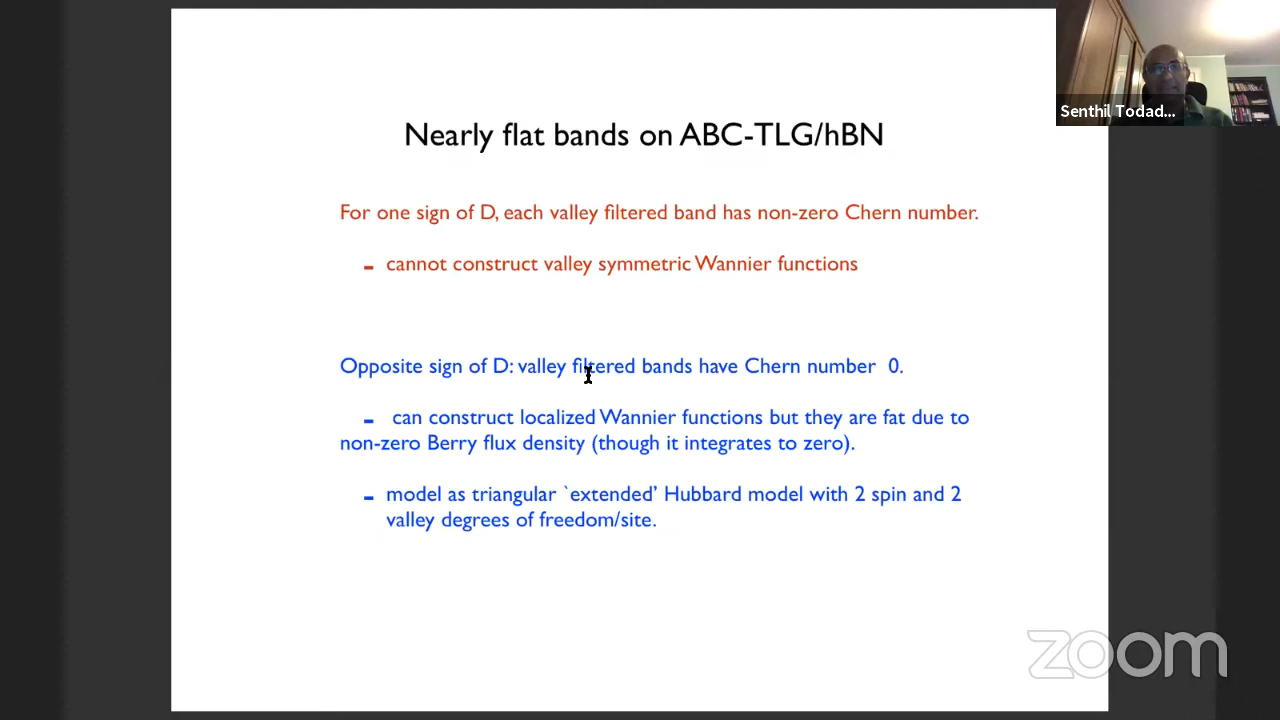 Senthil Todad...
Nearly flat bands on ABC-TLG/hBN
For one sign of D, each valley filtered band has non-zero Chern number.
- cannot construct valley symmetric Wannier functions
Opposite sign of D: valley filtered bands have Chern number 0.
- can construct localized Wannier functions but they are fat due to
non-zero Berry flux density (though it integrates to zero).
- model as triangular `extended' Hubbard model with 2 spin and 2
valley degrees of freedom/site.
zoom